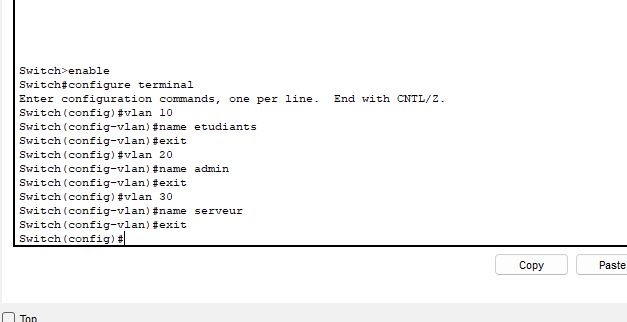 Switch>enable
Switch#configure terminal
Enter configuration commands, one per line.  End with CNTL/Z.
Switch(config)#vlan 10
Switch(config-vlan)#name etudiants
Switch(config-vlan)#exit
Switch(config)#vlan 20
Switch(config-vlan)#name admin
Switch(config-vlan)#exit
Switch(config)#vlan 30
Switch(config-vlan)#name serveur
Switch(config-vlan)#exit
Switch(config)#
Copy
Paste
Top